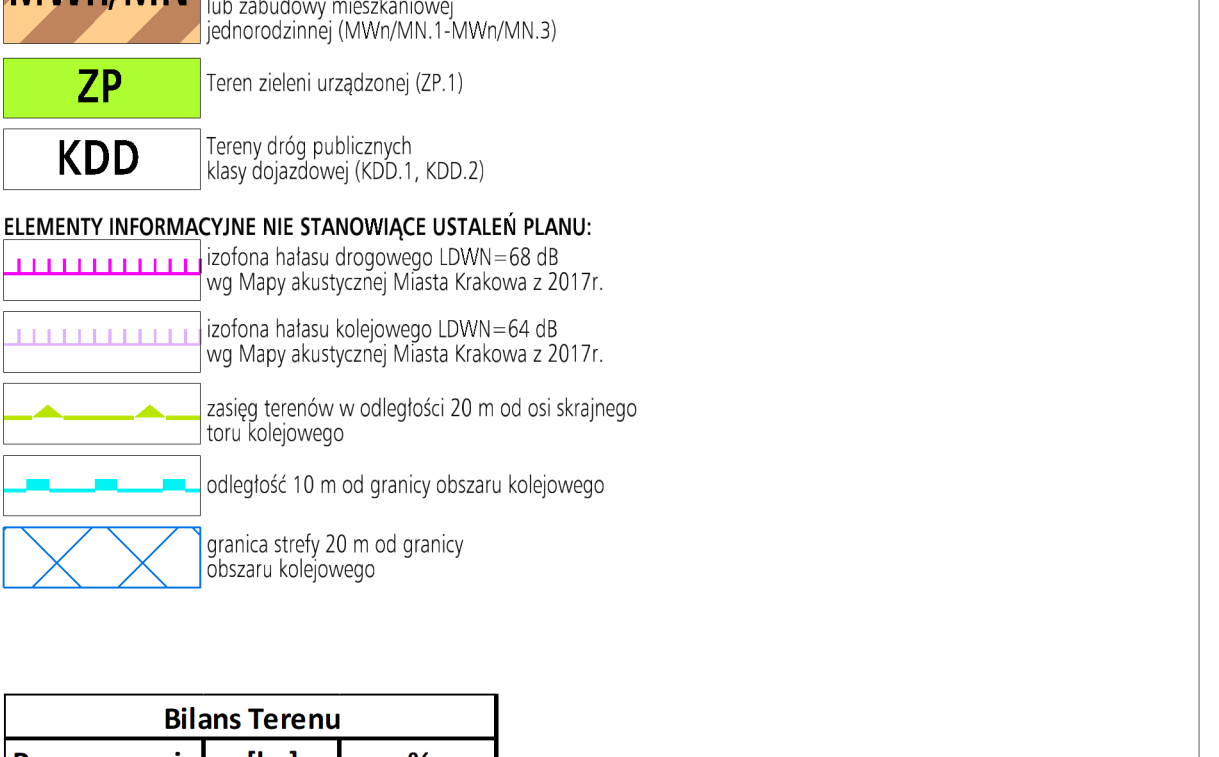 MWn/MN
lub zabudowy mieszkaniowej
jednorodzinnej (MWn/MN.1-MWn/MN.3)
ZP
Teren zieleni urządzonej (ZP.1)
KDD
Tereny dróg publicznych
klasy dojazdowej (KDD.1, KDD.2)
ELEMENTY INFORMACYJNE NIE STANOWIĄCE USTALEŃ PLANU:
izofona hałasu drogowego LDWN=68 dB
wg Mapy akustycznej Miasta Krakowa z 2017r.
izofona hałasu kolejowego LDWN=64 dB
wg Mapy akustycznej Miasta Krakowa z 2017r.
zasięg terenów w odległości 20 m od osi skrajnego
toru kolejowego
odległość 10 m od granicy obszaru kolejowego
granica strefy 20 m od granicy
obszaru kolejowego
Bilans Terenu
[ha] %